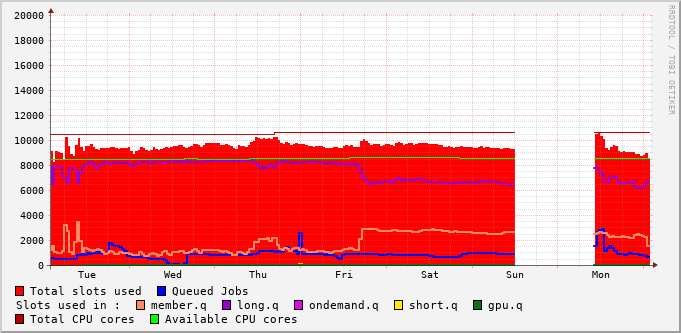 20000
18000
16000
14000
12000
10000
8000
6000
4000
2000
0
Tue Wed Thu Fri Sat Sun Mon
RRDTOOL / TOBI OETIKER
Total slots used Queued Jobs
Slots used in : member.q long.q ondemand.q short.q gpu.q
Total CPU cores Available CPU cores